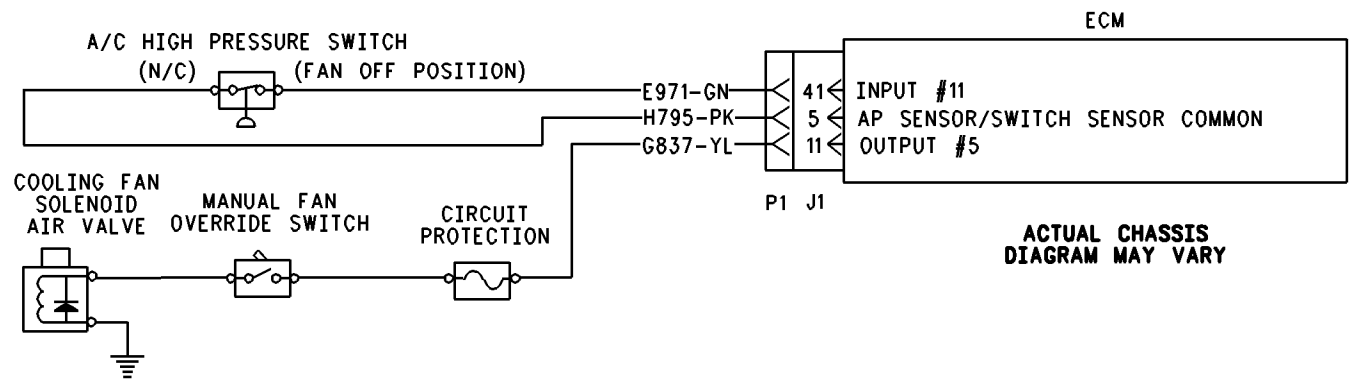 ECM
A/C HIGH PRESSURE SWITCH
(N/C) (FAN OFF POSITION)
E971-GN 41 INPUT #11
H795-PK 5 AP SENSOR/SWITCH SENSOR COMMON
G837-YL 11 OUTPUT #5
P1 J1
COOLING FAN
SOLENOID
AIR VALVE
MANUAL FAN
OVERRIDE SWITCH
CIRCUIT
PROTECTION
ACTUAL CHASSIS
DIAGRAM MAY VARY